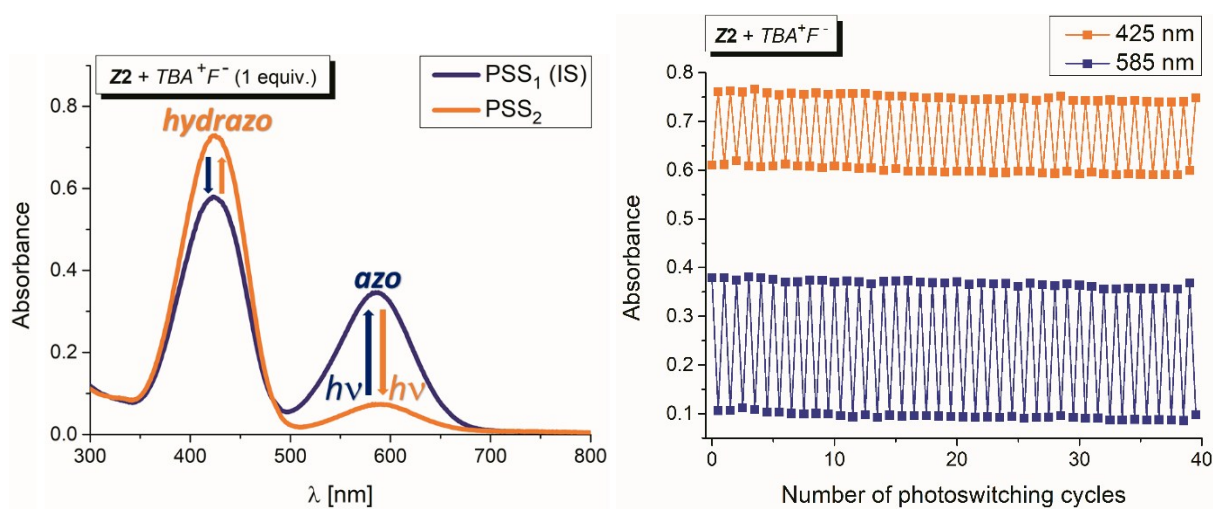 Z2 + TBA⁺F⁻ (1 equiv.)
PSS₁ (IS)
PSS₂
hydrazo
azo
hν hν
Absorbance
0.8
0.6
0.4
0.2
0.0
300 400 500 600 700 800
λ [nm]
Z2 + TBA⁺F⁻
425 nm
585 nm
Absorbance
0.8
0.7
0.6
0.5
0.4
0.3
0.2
0.1
0 10 20 30 40
Number of photoswitching cycles